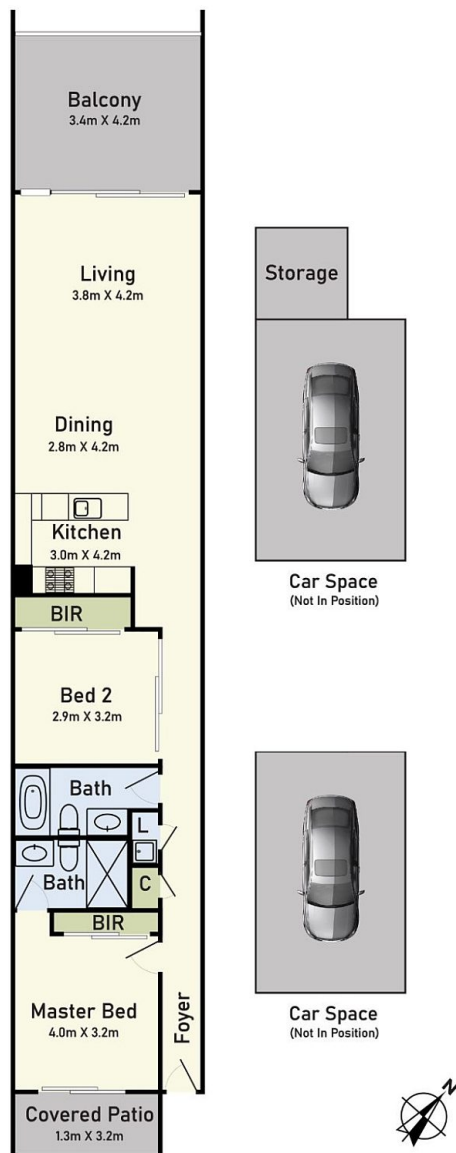 Balcony
3.4m X 4.2m
Living
3.8m X 4.2m
Storage
Dining
2.8m X 4.2m
Kitchen
3.0m X 4.2m
Car Space
(Not In Position)
BIR
Bed 2
2.9m X 3.2m
Bath
L
Bath
C
BIR
Master Bed
4.0m X 3.2m
Foyer
Car Space
(Not In Position)
Covered Patio
1.3m X 3.2m
N